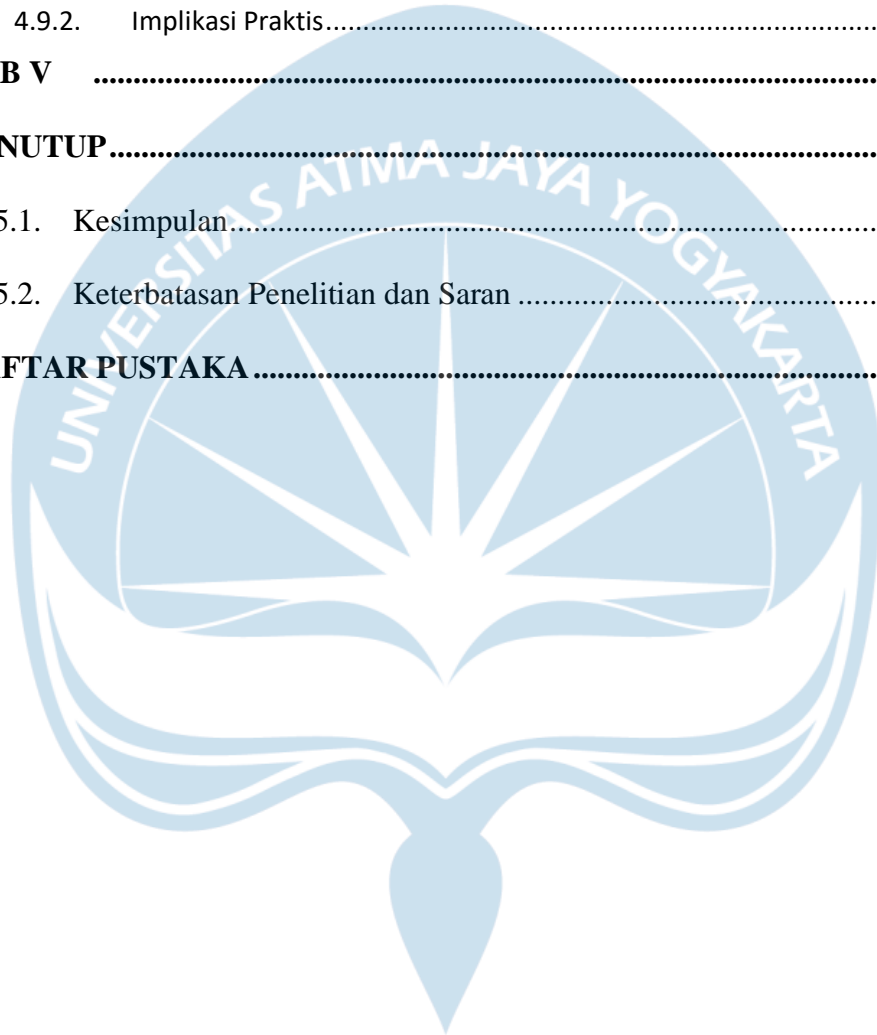 4.9.2. Implikasi Praktis....................................................................................
B V ....................................................................................................
NUTUP....................................................................................................
5.1. Kesimpulan....................................................................................
5.2. Keterbatasan Penelitian dan Saran .............................................
FTAR PUSTAKA ...............................................................................
UNIVERSITAS ATMA JAYA YOGYAKARTA